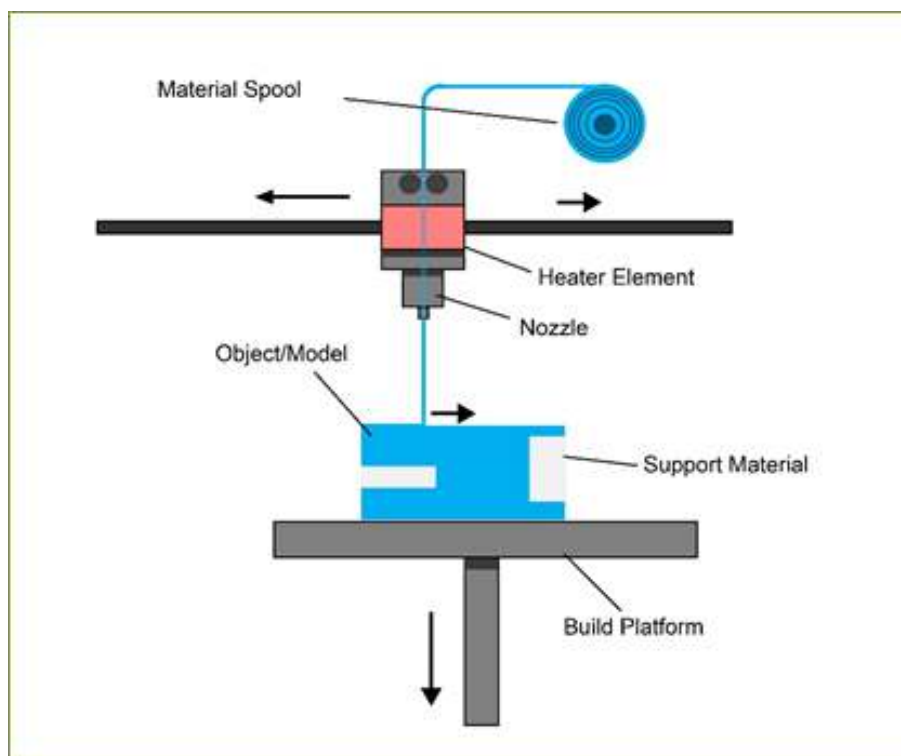 Material Spool
Heater Element
Nozzle
Object/Model
Support Material
Build Platform